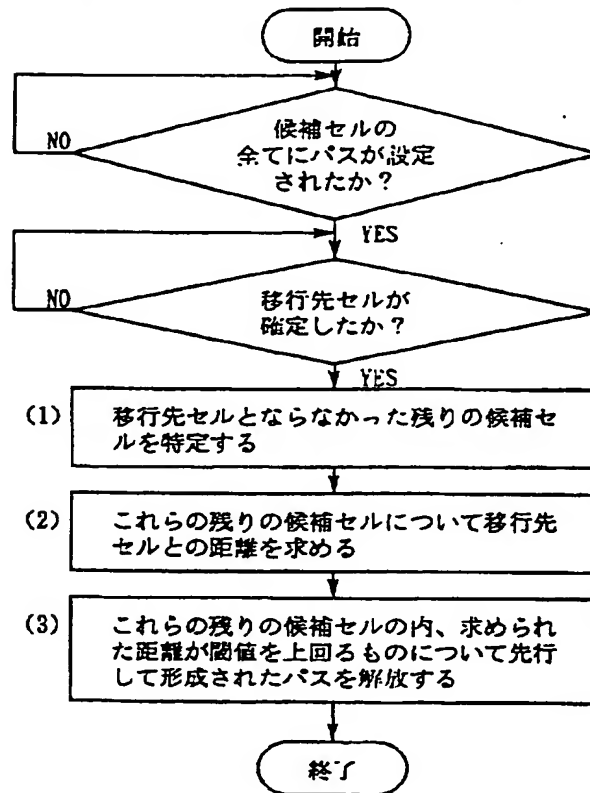 開始
候補セルの
全てにパスが設定
されたか？
NO
YES
移行先セルが
確定したか？
NO
YES
(1) 移行先セルとならなかった残りの候補セ
ルを特定する
(2) これらの残りの候補セルについて移行先
セルとの距離を求める
(3) これらの残りの候補セルの内、求められ
た距離が閾値を上回るものについて先行
して形成されたパスを解放する
終了